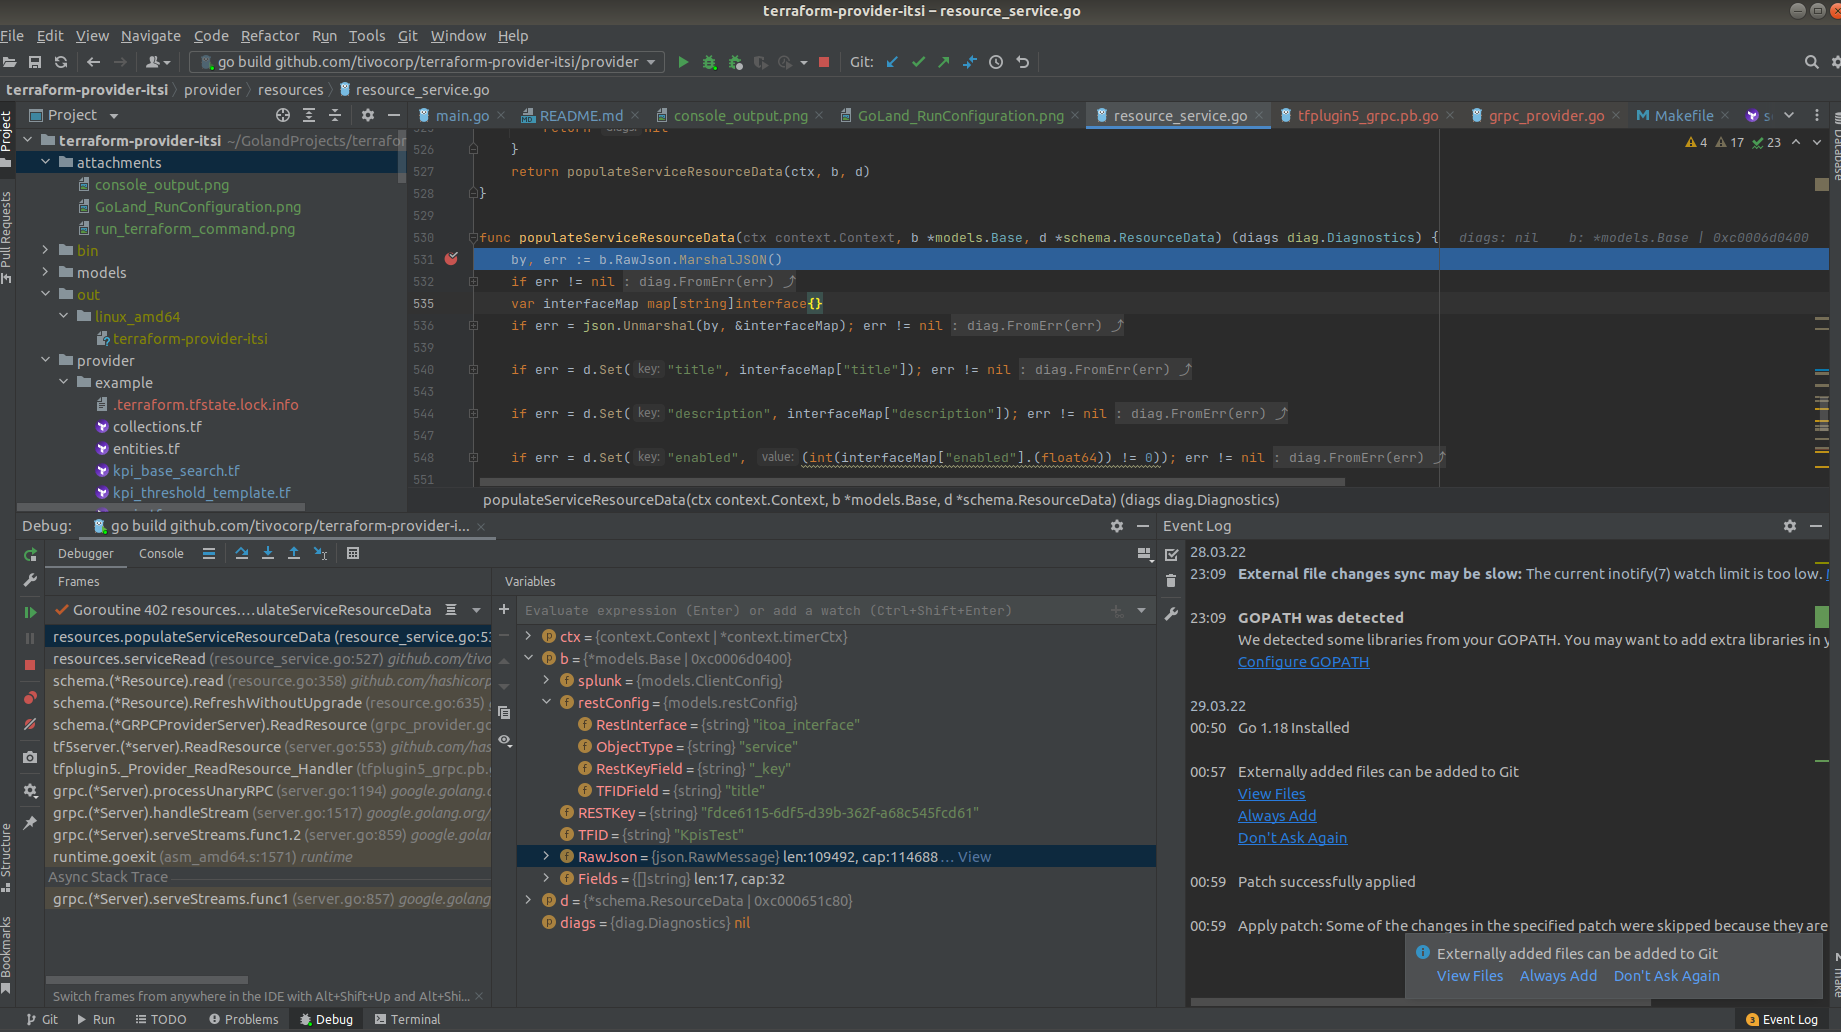 terraform-provider-itsi – resource_service.go
File Edit View Navigate Code Refactor Run Tools Git Window Help
go build github.com/tivocorp/terraform-provider-itsi/provider
Git:
terraform-provider-itsi provider resources resource_service.go
Project
main.go README.md console_output.png GoLand_RunConfiguration.png resource_service.go tfplugin5_grpc.pb.go grpc_provider.go Makefile
terraform-provider-itsi ~/GolandProjects/terrafor
attachments
console_output.png
GoLand_RunConfiguration.png
run_terraform_command.png
bin
models
out
linux_amd64
terraform-provider-itsi
provider
example
.terraform.tfstate.lock.info
collections.tf
entities.tf
kpi_base_search.tf
kpi_threshold_template.tf
4 17 23
525 return diags: nil
526 }
527 return populateServiceResourceData(ctx, b, d)
528 }
529
530 func populateServiceResourceData(ctx context.Context, b *models.Base, d *schema.ResourceData) (diags diag.Diagnostics) { diags: nil b: *models.Base | 0xc0006d0400
531 by, err := b.RawJson.MarshalJSON()
532 if err != nil : diag.FromErr(err)
535 var interfaceMap map[string]interface{}
536 if err = json.Unmarshal(by, &interfaceMap); err != nil : diag.FromErr(err)
539
540 if err = d.Set( key: "title", interfaceMap["title"]); err != nil : diag.FromErr(err)
543
544 if err = d.Set( key: "description", interfaceMap["description"]); err != nil : diag.FromErr(err)
547
548 if err = d.Set( key: "enabled", value: (int(interfaceMap["enabled"].(float64)) != 0)); err != nil : diag.FromErr(err)
551
populateServiceResourceData(ctx context.Context, b *models.Base, d *schema.ResourceData) (diags diag.Diagnostics)
Project
Pull Requests
Structure
Bookmarks
Database
Make
Debug: go build github.com/tivocorp/terraform-provider-i...
Debugger Console
Frames
Goroutine 402 resources....ulateServiceResourceData
resources.populateServiceResourceData (resource_service.go:53
resources.serviceRead (resource_service.go:527) github.com/tivo
schema.(*Resource).read (resource.go:358) github.com/hashicorp
schema.(*Resource).RefreshWithoutUpgrade (resource.go:635) g
schema.(*GRPCProviderServer).ReadResource (grpc_provider.go
tf5server.(*server).ReadResource (server.go:553) github.com/has
tfplugin5._Provider_ReadResource_Handler (tfplugin5_grpc.pb.
grpc.(*Server).processUnaryRPC (server.go:1194) google.golang.o
grpc.(*Server).handleStream (server.go:1517) google.golang.org/
grpc.(*Server).serveStreams.func1.2 (server.go:859) google.golan
runtime.goexit (asm_amd64.s:1571) runtime
Async Stack Trace
grpc.(*Server).serveStreams.func1 (server.go:857) google.golang
Switch frames from anywhere in the IDE with Alt+Shift+Up and Alt+Shi...
Variables
Evaluate expression (Enter) or add a watch (Ctrl+Shift+Enter)
ctx = {context.Context | *context.timerCtx}
b = {*models.Base | 0xc0006d0400}
splunk = {models.ClientConfig}
restConfig = {models.restConfig}
RestInterface = {string} "itoa_interface"
ObjectType = {string} "service"
RestKeyField = {string} "_key"
TFIDField = {string} "title"
RESTKey = {string} "fdce6115-6df5-d39b-362f-a68c545fcd61"
TFID = {string} "KpisTest"
RawJson = {json.RawMessage} len:109492, cap:114688 ... View
Fields = {[]string} len:17, cap:32
d = {*schema.ResourceData | 0xc000651c80}
diags = {diag.Diagnostics} nil
Event Log
28.03.22
23:09 External file changes sync may be slow: The current inotify(7) watch limit is too low.
23:09 GOPATH was detected
We detected some libraries from your GOPATH. You may want to add extra libraries in y
Configure GOPATH
29.03.22
00:50 Go 1.18 Installed
00:57 Externally added files can be added to Git
View Files
Always Add
Don't Ask Again
00:59 Patch successfully applied
00:59 Apply patch: Some of the changes in the specified patch were skipped because they are
Externally added files can be added to Git
View Files Always Add Don't Ask Again
Git Run TODO Problems Debug Terminal
3 Event Log